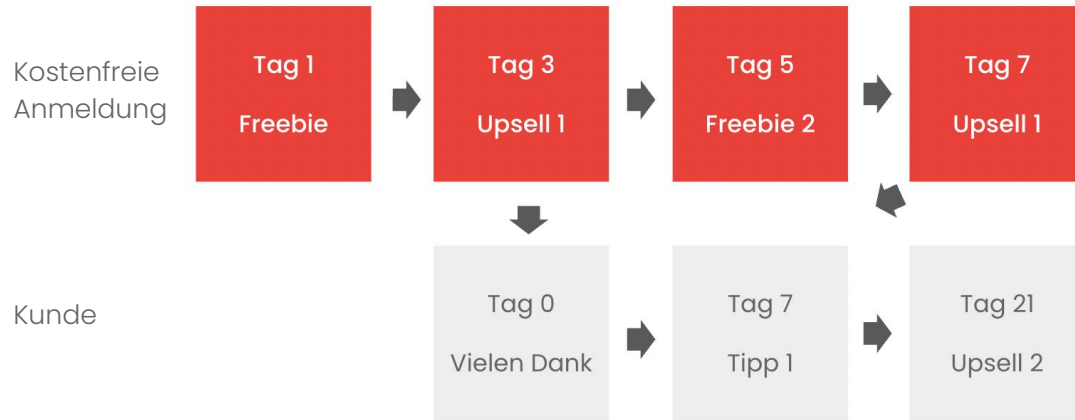 Kostenfreie
Anmeldung
Tag 1
Freebie
Tag 3
Upsell 1
Tag 5
Freebie 2
Tag 7
Upsell 1
Kunde
Tag 0
Vielen Dank
Tag 7
Tipp 1
Tag 21
Upsell 2